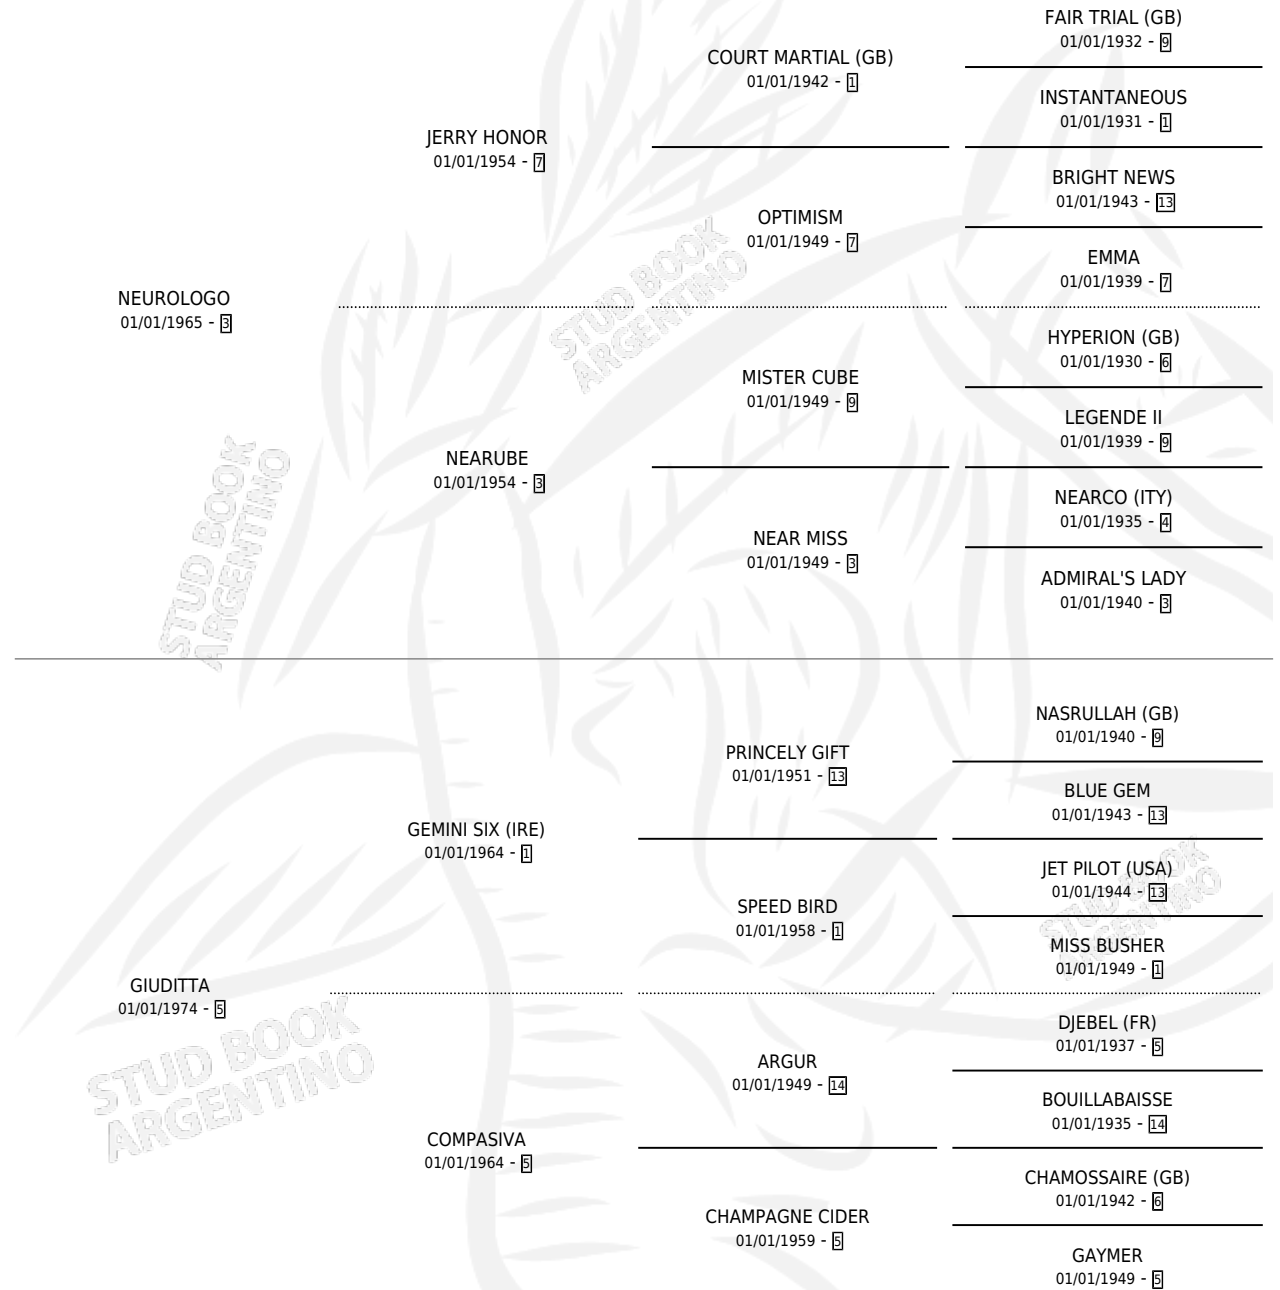 FAIR TRIAL (GB)
01/01/1932 - 9
COURT MARTIAL (GB)
01/01/1942 - 1
INSTANTANEOUS
01/01/1931 - 1
JERRY HONOR
01/01/1954 - 7
BRIGHT NEWS
01/01/1943 - 13
OPTIMISM
01/01/1949 - 7
EMMA
01/01/1939 - 7
NEUROLOGO
01/01/1965 - 3
HYPERION (GB)
01/01/1930 - 6
MISTER CUBE
01/01/1949 - 9
LEGENDE II
01/01/1939 - 9
NEARUBE
01/01/1954 - 3
NEARCO (ITY)
01/01/1935 - 4
NEAR MISS
01/01/1949 - 3
ADMIRAL'S LADY
01/01/1940 - 3
NASRULLAH (GB)
01/01/1940 - 9
PRINCELY GIFT
01/01/1951 - 13
BLUE GEM
01/01/1943 - 13
GEMINI SIX (IRE)
01/01/1964 - 1
JET PILOT (USA)
01/01/1944 - 13
SPEED BIRD
01/01/1958 - 1
MISS BUSHER
01/01/1949 - 1
GIUDITTA
01/01/1974 - 5
DJEBEL (FR)
01/01/1937 - 5
ARGUR
01/01/1949 - 14
BOUILLABAISSE
01/01/1935 - 14
COMPASIVA
01/01/1964 - 5
CHAMOSSAIRE (GB)
01/01/1942 - 6
CHAMPAGNE CIDER
01/01/1959 - 5
GAYMER
01/01/1949 - 5
STUD BOOK
ARGENTINO
STUD BOOK
ARGENTINO
STUD BOOK
ARGENTINO
STUD BOOK
ARGENTINO